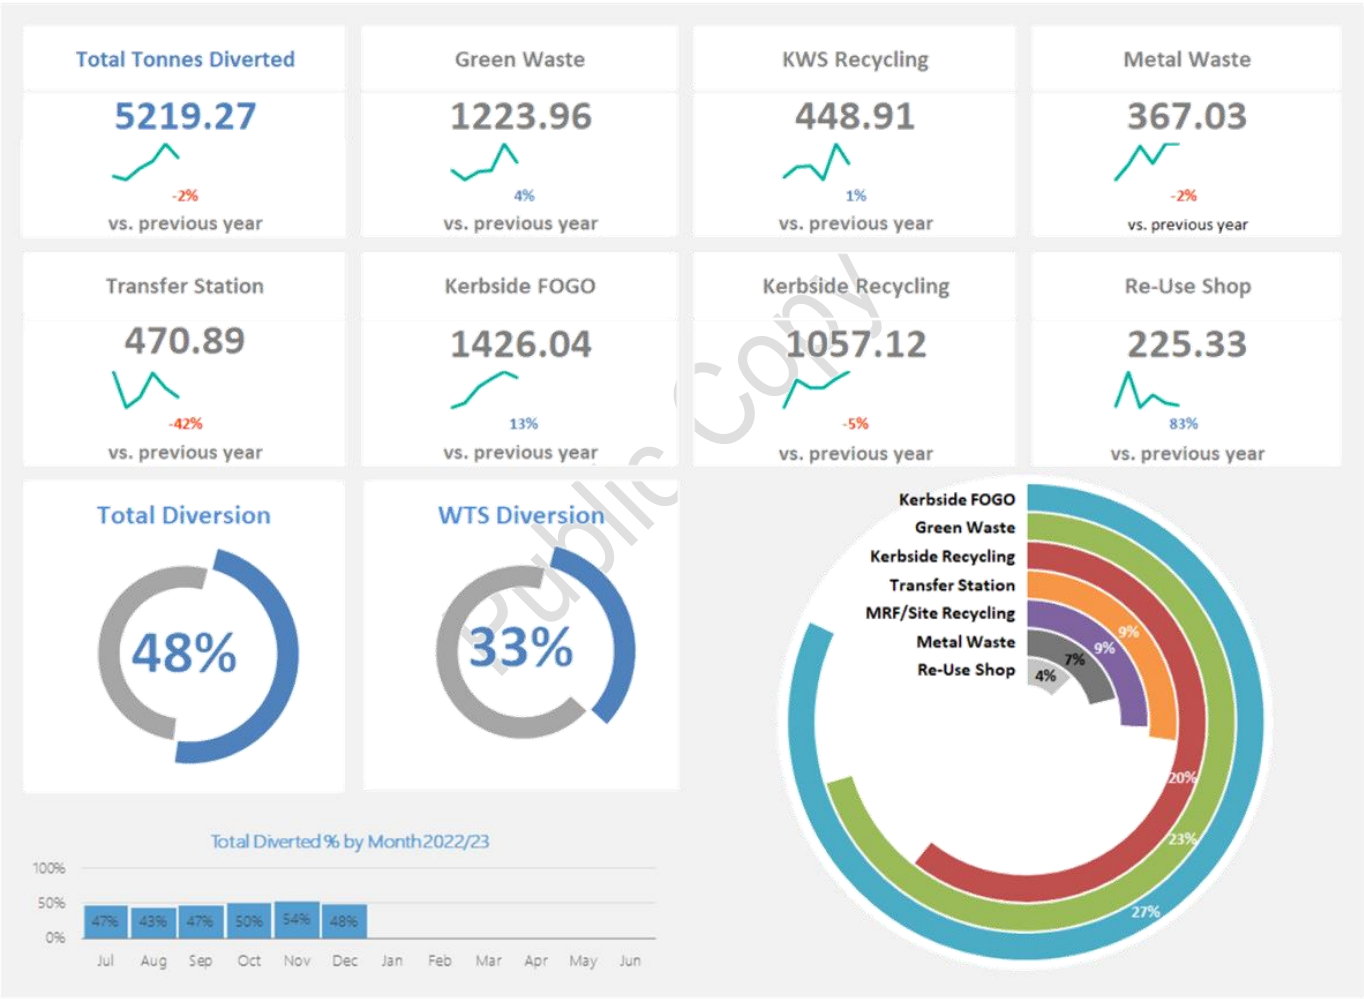 Total Tonnes Diverted
5219.27
-2%
vs. previous year
Green Waste
1223.96
4%
vs. previous year
KWS Recycling
448.91
1%
vs. previous year
Metal Waste
367.03
-2%
vs. previous year
Transfer Station
470.89
-42%
vs. previous year
Kerbside FOGO
1426.04
13%
vs. previous year
Kerbside Recycling
1057.12
-5%
vs. previous year
Re-Use Shop
225.33
83%
vs. previous year
Total Diversion
48%
WTS Diversion
33%
Kerbside FOGO
Green Waste
Kerbside Recycling
Transfer Station
MRF/Site Recycling
Metal Waste
Re-Use Shop
9%
9%
7%
4%
20%
23%
27%
Total Diverted % by Month 2022/23
100%
50%
0%
47% 43% 47% 50% 54% 48%
Jul Aug Sep Oct Nov Dec Jan Feb Mar Apr May Jun
Public Copy